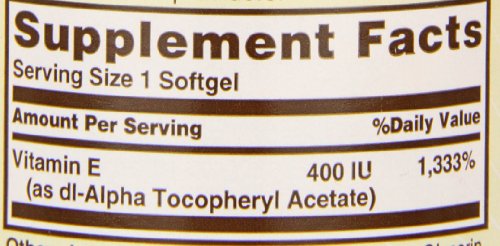 Supplement Facts
Serving Size 1 Softgel
Amount Per Serving %Daily Value
Vitamin E 400 IU 1,333%
(as dl-Alpha Tocopheryl Acetate)